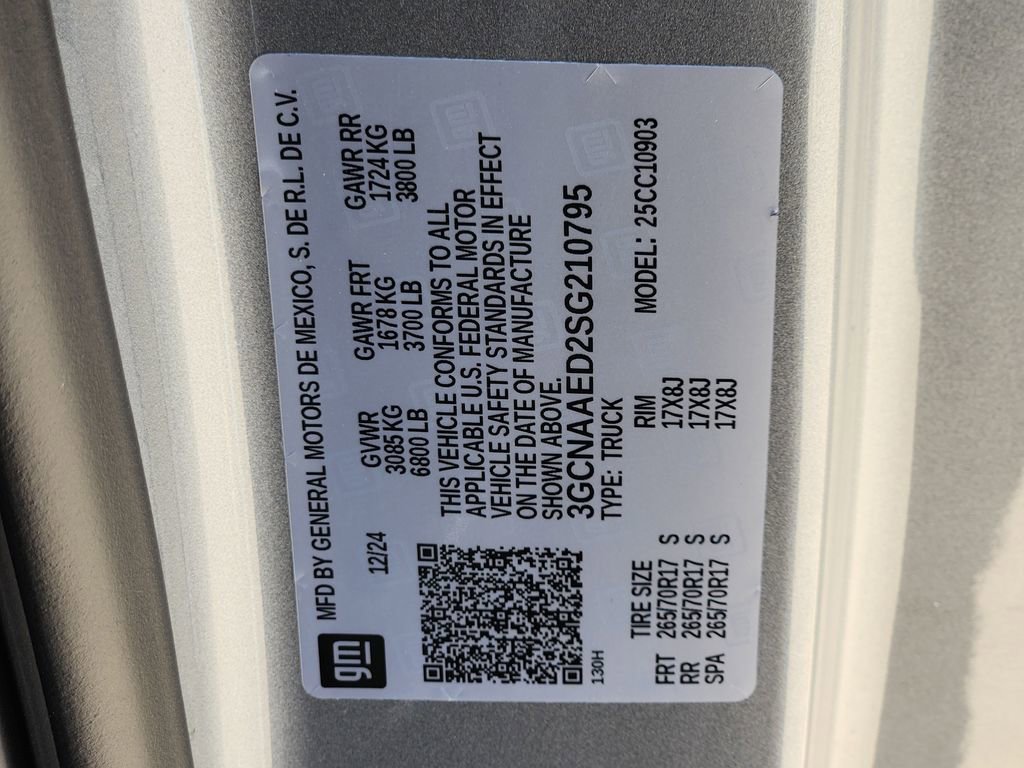 gm
MFD BY GENERAL MOTORS DE MEXICO, S. DE R.L. DE C.V.
12/24
GVWR GAWR FRT GAWR RR
3085 KG 1678 KG 1724 KG
6800 LB 3700 LB 3800 LB
THIS VEHICLE CONFORMS TO ALL
APPLICABLE U.S. FEDERAL MOTOR
VEHICLE SAFETY STANDARDS IN EFFECT
ON THE DATE OF MANUFACTURE
SHOWN ABOVE.
3GCNAAED2SG210795
TYPE: TRUCK
130H
MODEL: 25CC10903
TIRE SIZE RIM
FRT 265/70R17 S 17X8J
RR 265/70R17 S 17X8J
SPA 265/70R17 S 17X8J